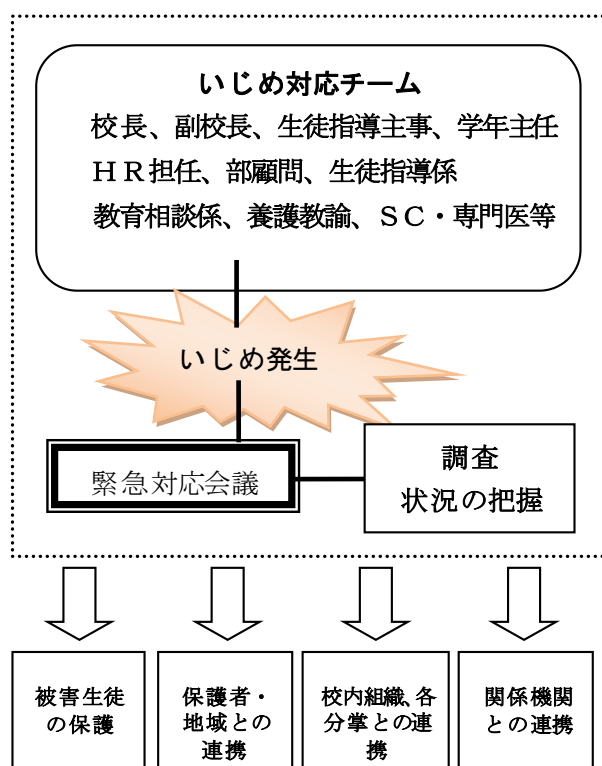 いじめ対応チーム
校長、副校長、生徒指導主事、学年主任
ＨＲ担任、部顧問、生徒指導係
教育相談係、養護教諭、ＳＣ・専門医等
いじめ発生
緊急対応会議
調査
状況の把握
被害生徒
の保護
保護者・
地域との
連携
校内組織、各
分掌との連
携
関係機関
との連携